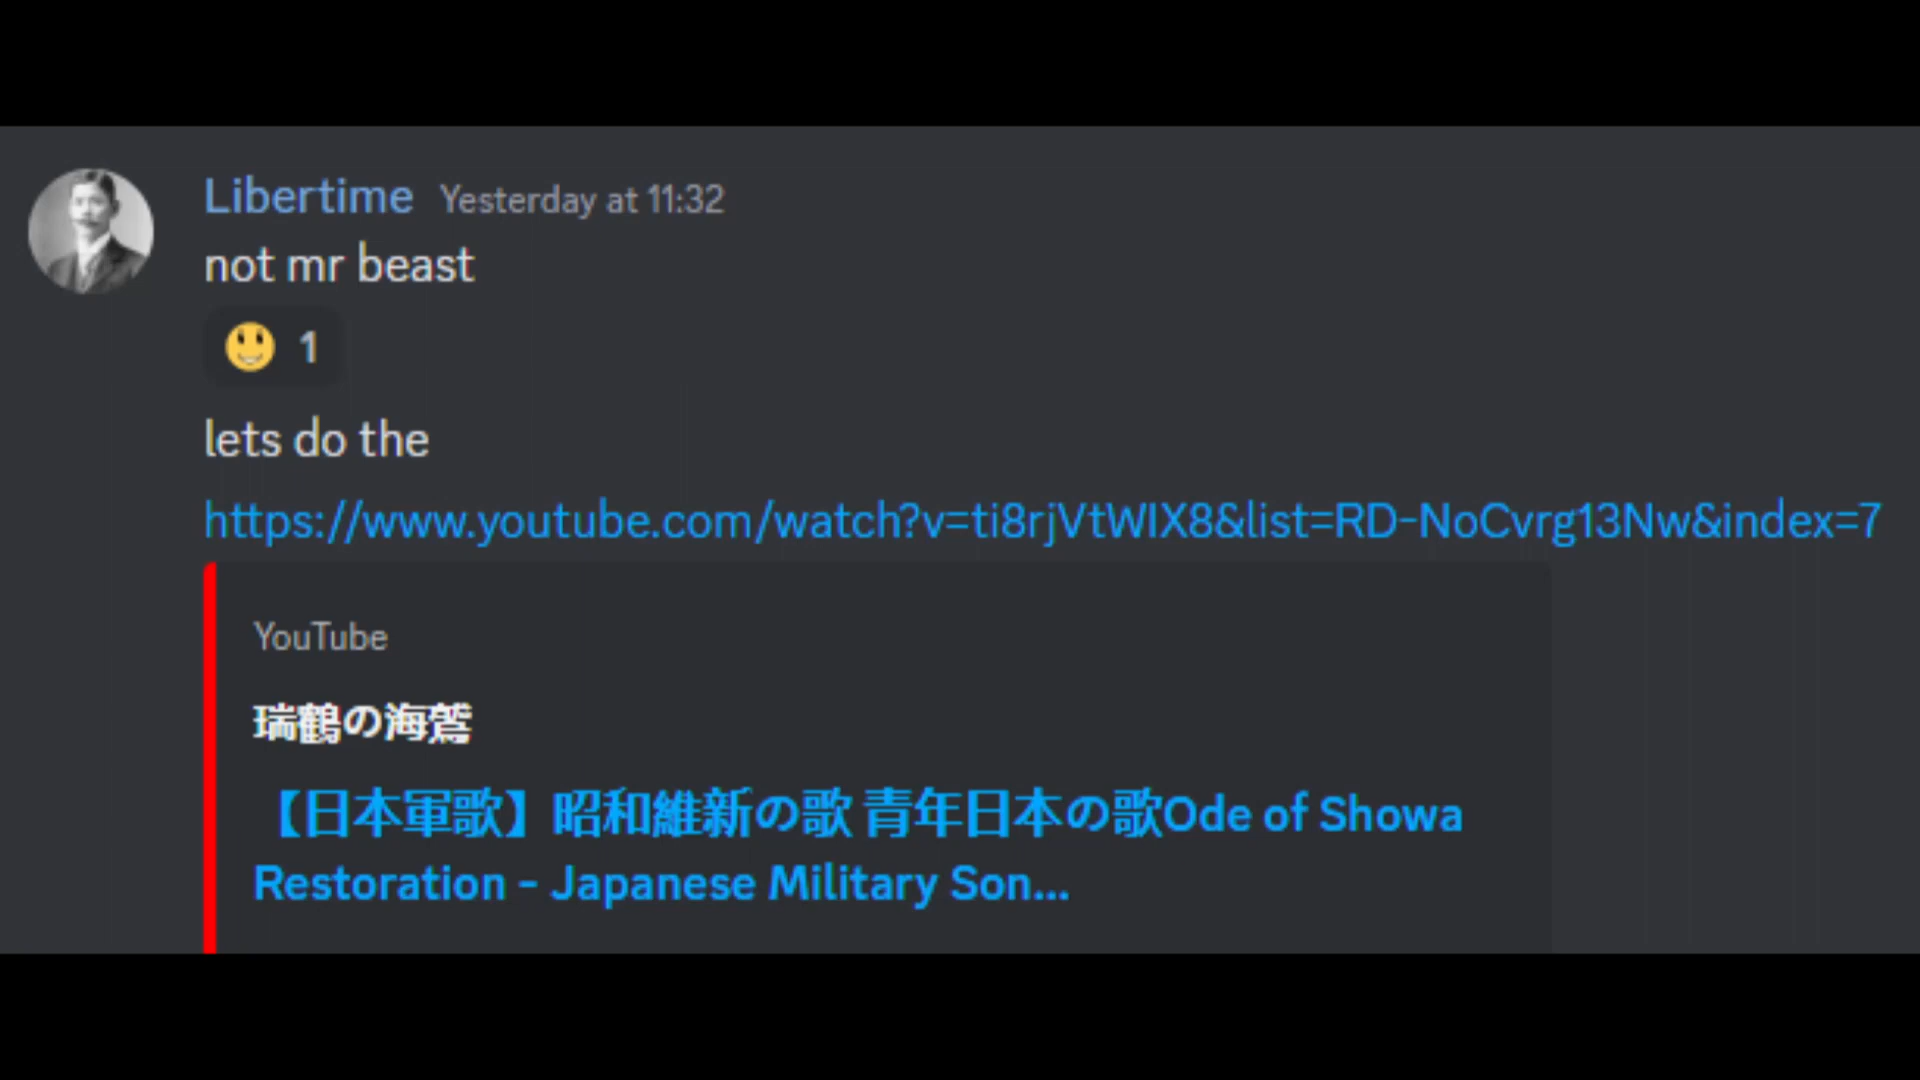 Libertime Yesterday at 11:32
not mr beast
1
lets do the
https://www.youtube.com/watch?v=ti8rjVtWIX8&list=RD-NoCvrg13Nw&index=7
YouTube
瑞鶴の海鷲
【日本軍歌】昭和維新の歌 青年日本の歌Ode of Showa
Restoration - Japanese Military Son...